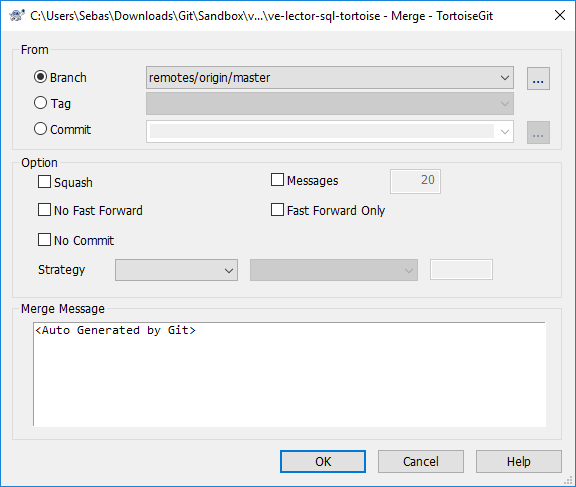 C:\Users\Sebas\Downloads\Git\Sandbox\v...\ve-lector-sql-tortoise - Merge - TortoiseGit
From
Branch remotes/origin/master ...
Tag
Commit ...
Option
Squash Messages 20
No Fast Forward Fast Forward Only
No Commit
Strategy
Merge Message
<Auto Generated by Git>
OK Cancel Help